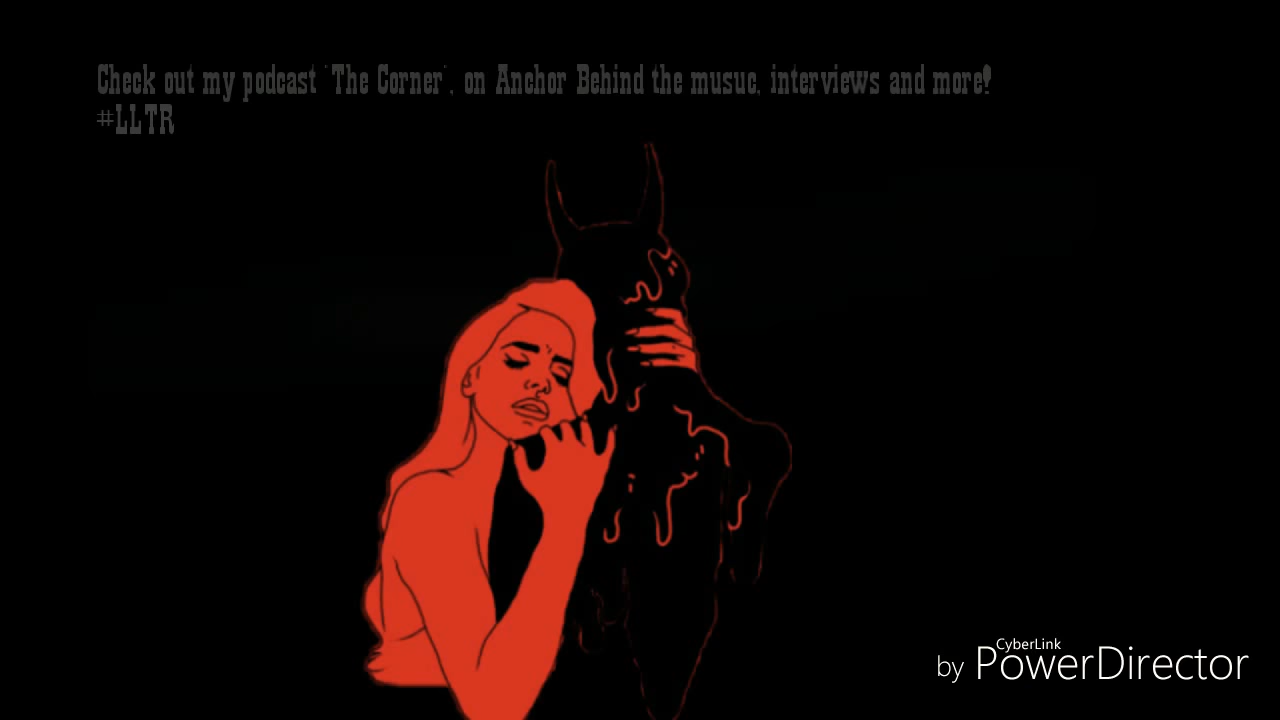 Check out my podcast "The Corner", on Anchor Behind the musuc, interviews and more!
#LLTR
CyberLink
by PowerDirector